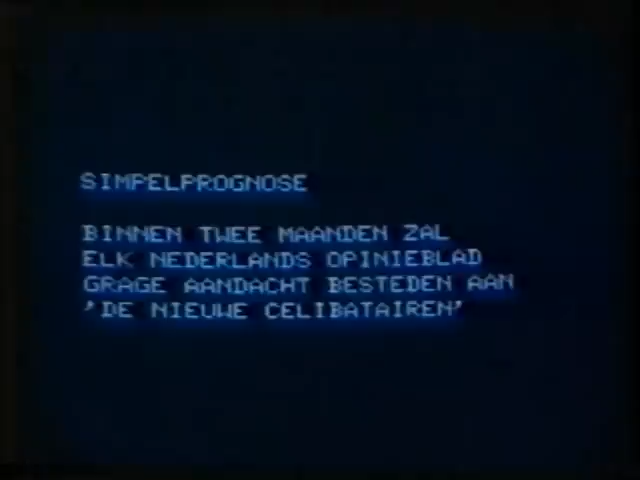 SIMPELPROGNOSE
BINNEN TWEE MAANDEN ZAL
ELK NEDERLANDS OPINIEBLAD
GRAGE AANDACHT BESTEDEN AAN
'DE NIEUWE CELIBATAIREN'